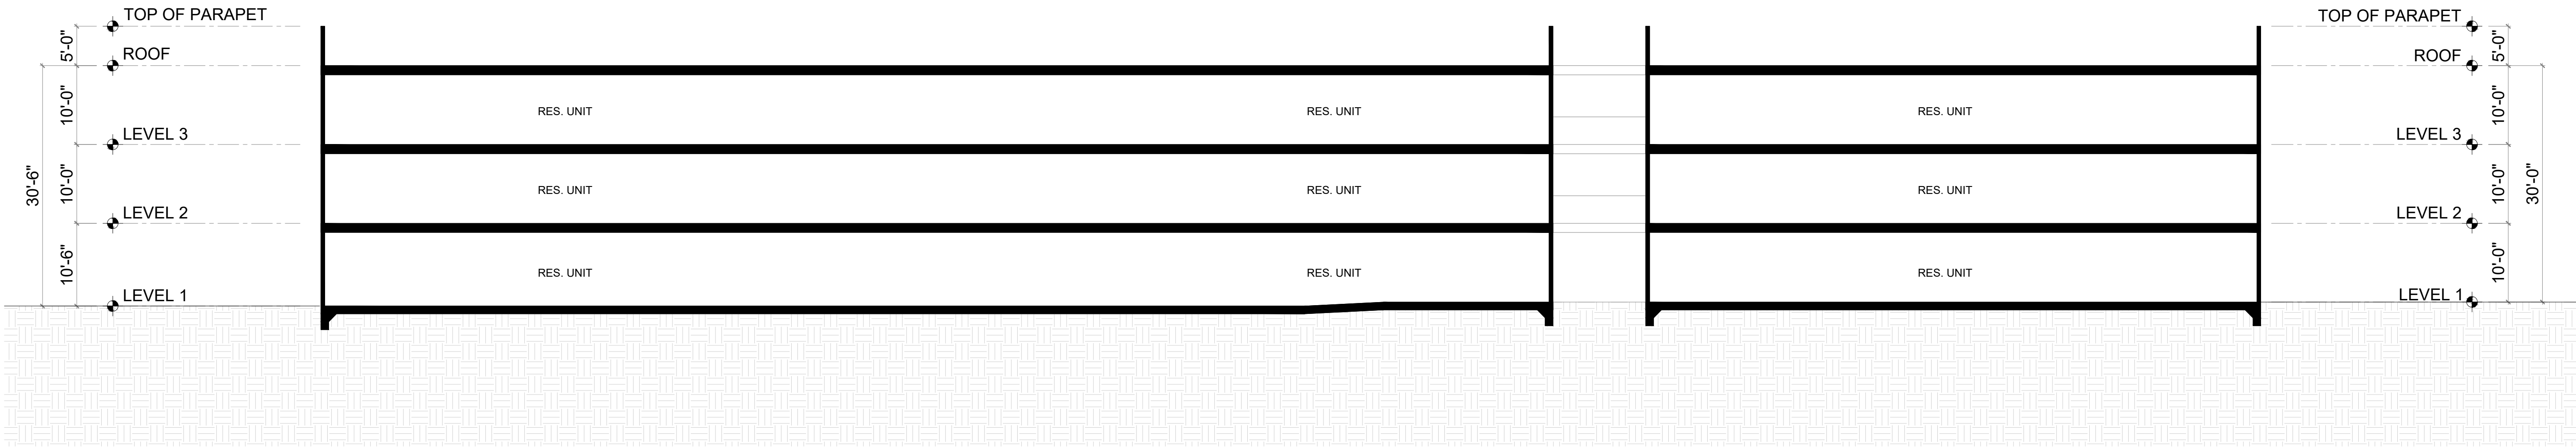 TOP OF PARAPET
TOP OF PARAPET
5'-0"
ROOF
ROOF
5'-0"
10'-0"
RES. UNIT
RES. UNIT
RES. UNIT
10'-0"
LEVEL 3
LEVEL 3
30'-6"
10'-0"
RES. UNIT
RES. UNIT
RES. UNIT
10'-0"
30'-0"
LEVEL 2
LEVEL 2
10'-6"
RES. UNIT
RES. UNIT
RES. UNIT
10'-0"
LEVEL 1
LEVEL 1